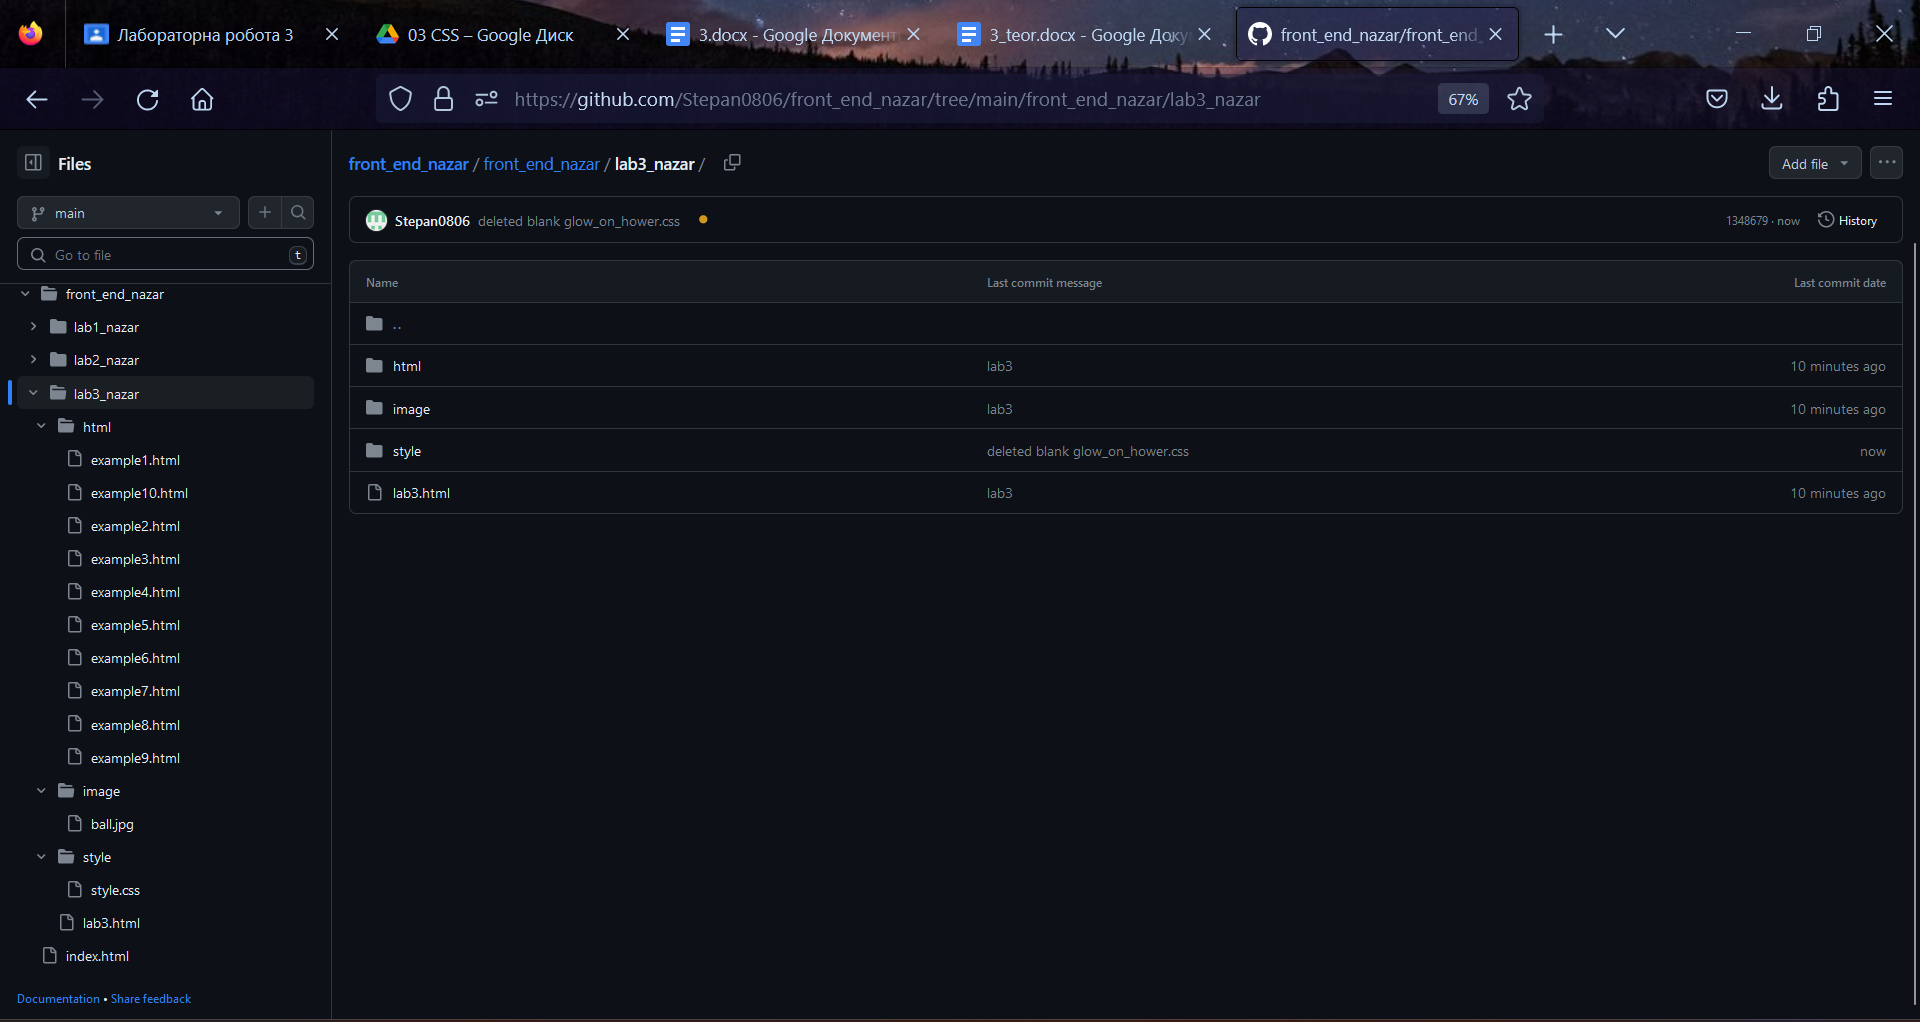 Лабораторна робота 3
03 CSS – Google Диск
3.docx - Google Документ
3_teor.docx - Google Доку
front_end_nazar/front_end_
https://github.com/Stepan0806/front_end_nazar/tree/main/front_end_nazar/lab3_nazar
67%
Files
front_end_nazar / front_end_nazar / lab3_nazar /
Add file
main
Stepan0806 deleted blank glow_on_hower.css
1348679 · now
History
Go to file
t
Name
Last commit message
Last commit date
..
html
lab3
10 minutes ago
image
lab3
10 minutes ago
style
deleted blank glow_on_hower.css
now
lab3.html
lab3
10 minutes ago
front_end_nazar
lab1_nazar
lab2_nazar
lab3_nazar
html
example1.html
example10.html
example2.html
example3.html
example4.html
example5.html
example6.html
example7.html
example8.html
example9.html
image
ball.jpg
style
style.css
lab3.html
index.html
Documentation • Share feedback